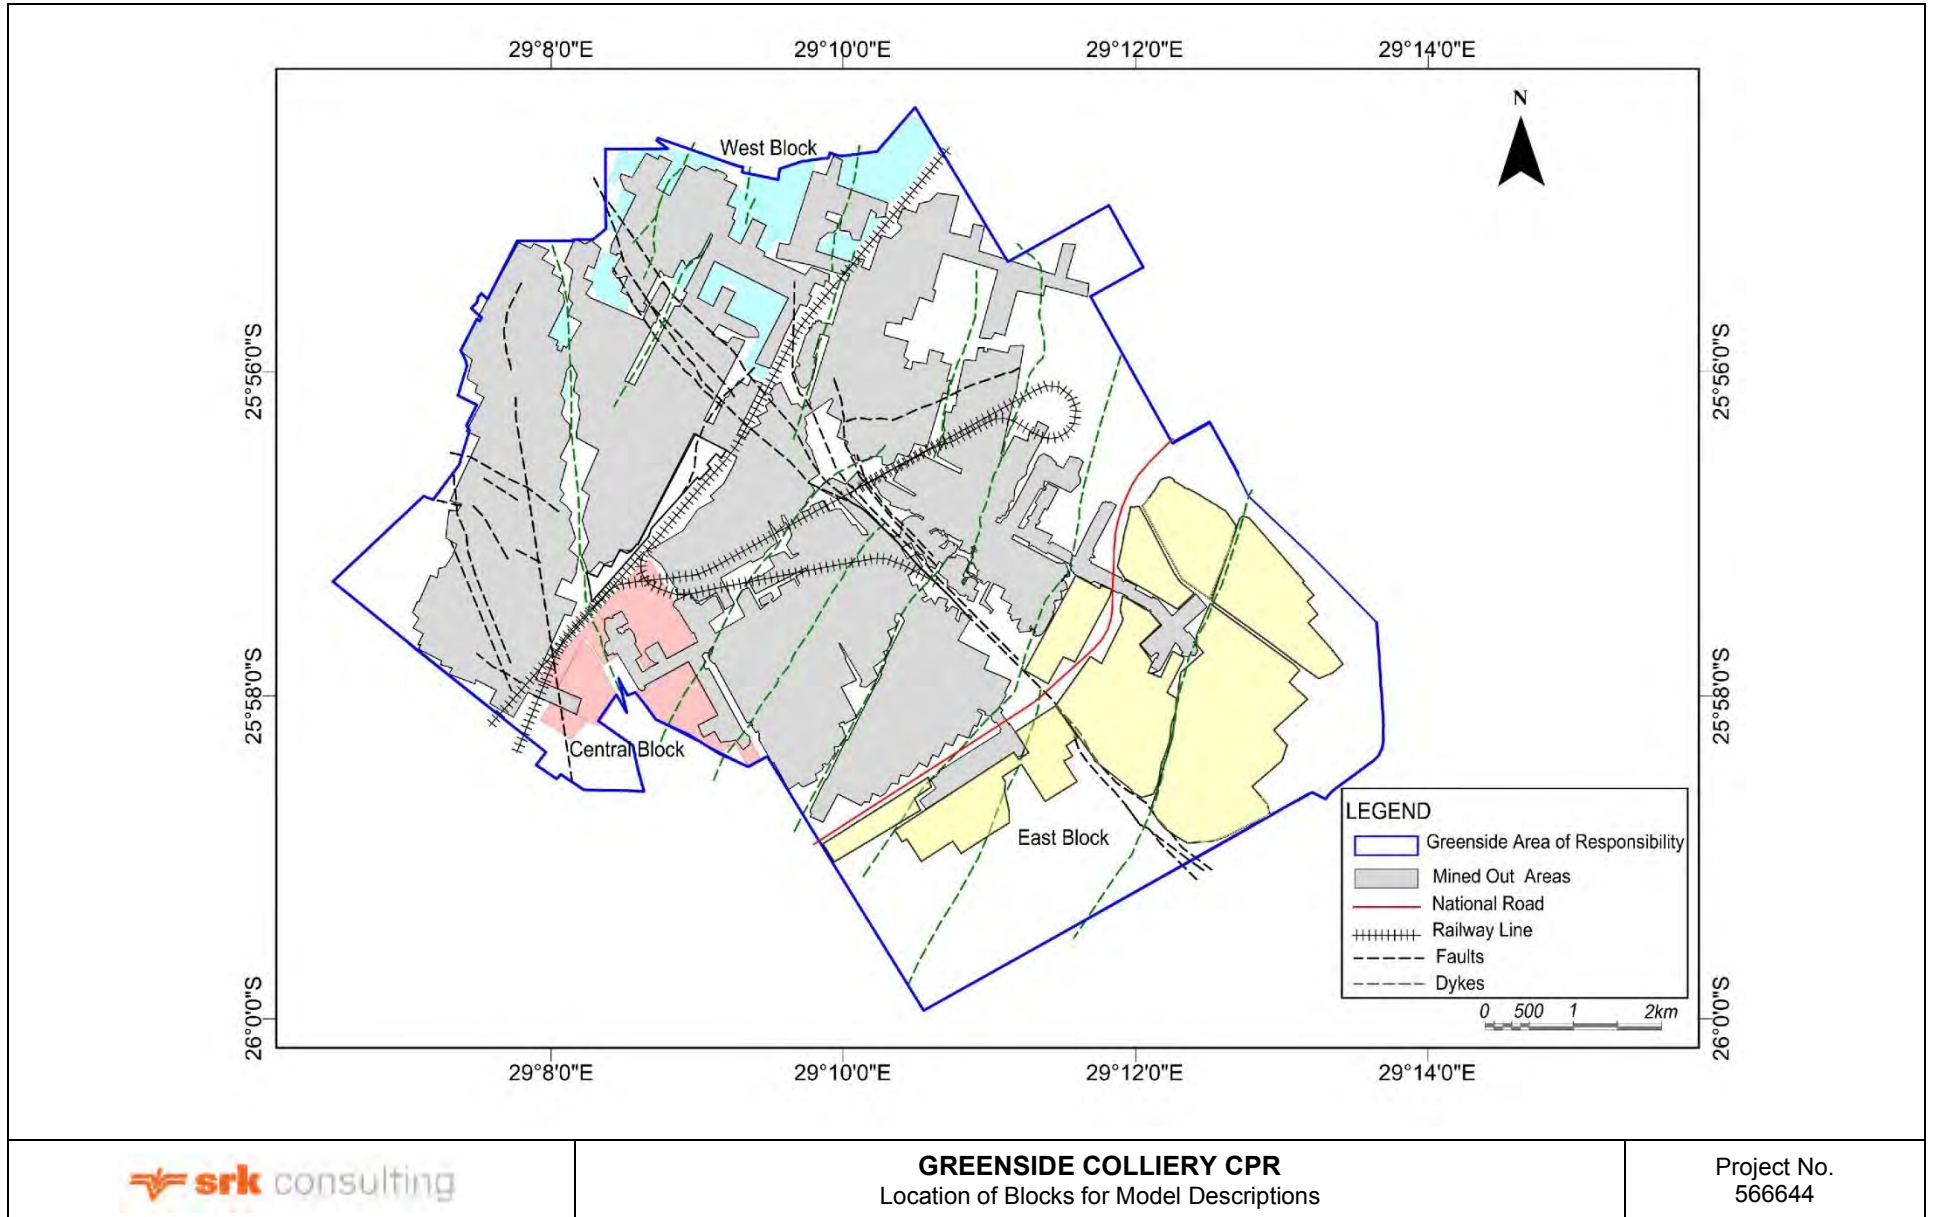 29°8'0"E
29°10'0"E
29°12'0"E
29°14'0"E
N
West Block
25°56'0"S
25°56'0"S
25°58'0"S
25°58'0"S
Central Block
East Block
LEGEND
Greenside Area of Responsibility
Mined Out Areas
National Road
Railway Line
Faults
Dykes
0 500 1 2km
26°0'0"S
26°0'0"S
29°8'0"E
29°10'0"E
29°12'0"E
29°14'0"E
srk consulting
GREENSIDE COLLIERY CPR
Location of Blocks for Model Descriptions
Project No.
566644